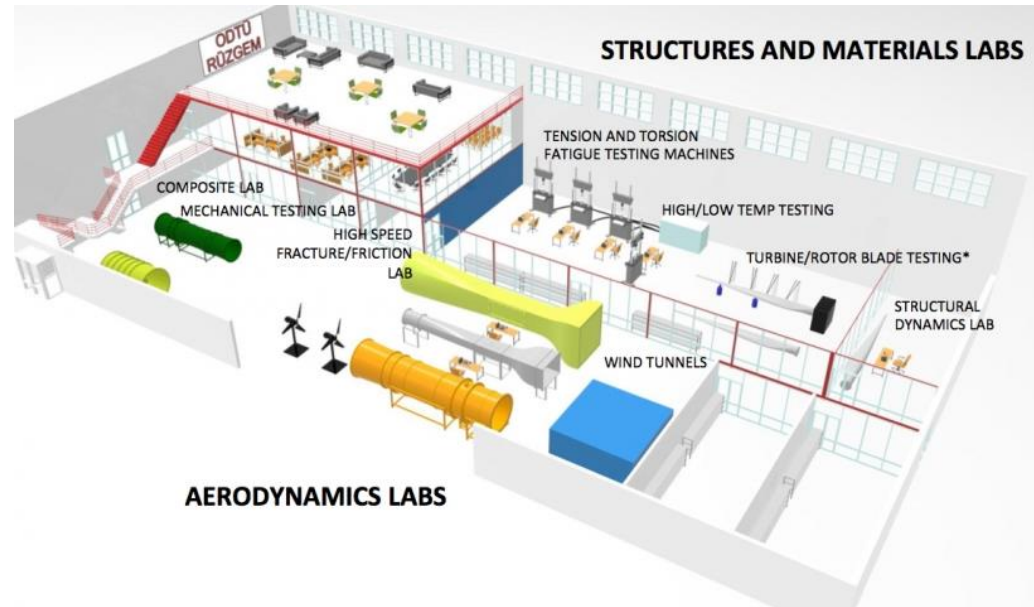 ODTÜ
RÜZGEM
STRUCTURES AND MATERIALS LABS
TENSION AND TORSION
FATIGUE TESTING MACHINES
COMPOSITE LAB
MECHANICAL TESTING LAB
HIGH SPEED
FRACTURE/FRICTION
LAB
HIGH/LOW TEMP TESTING
TURBINE/ROTOR BLADE TESTING*
STRUCTURAL
DYNAMICS LAB
WIND TUNNELS
AERODYNAMICS LABS